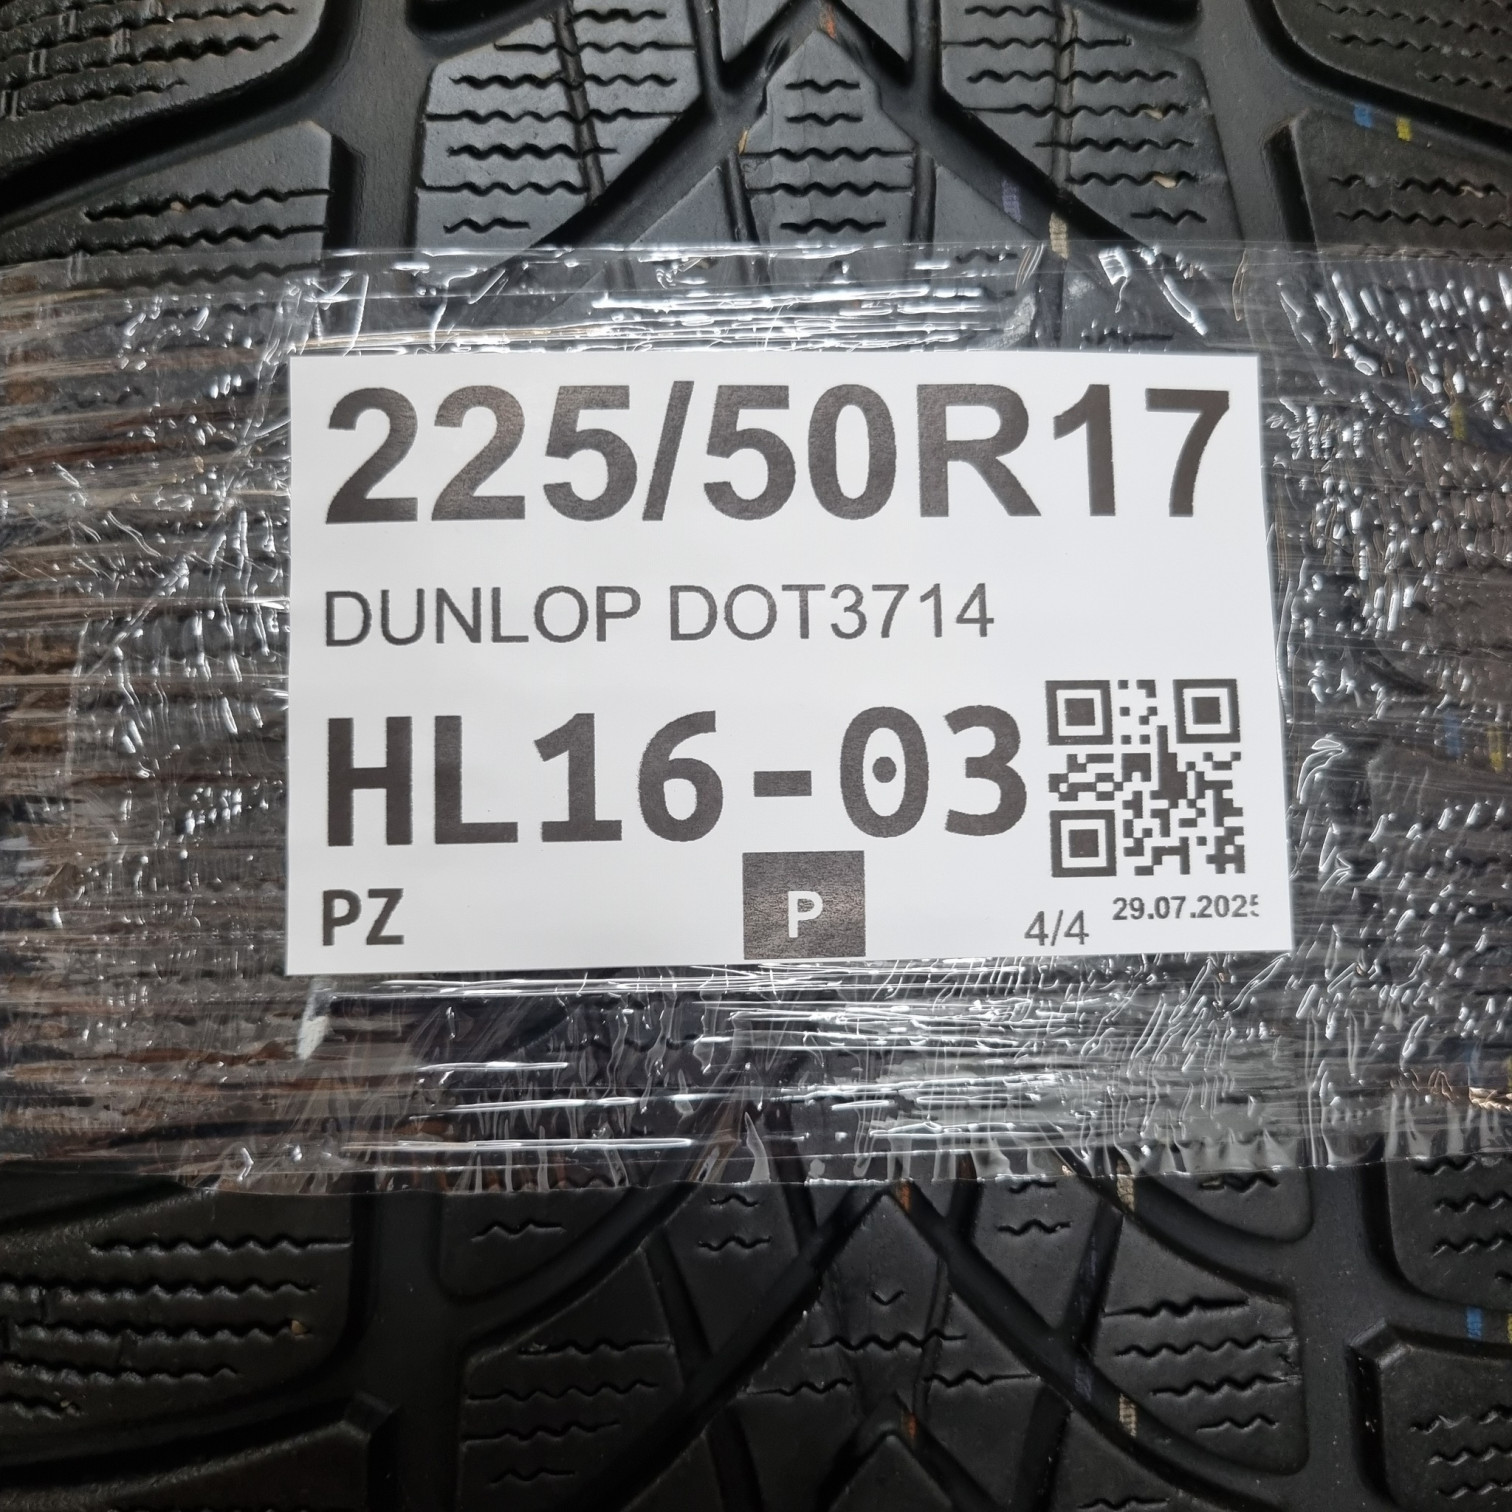 225/50R17
DUNLOP DOT3714
HL16-03
PZ P 4/4 29.07.2025